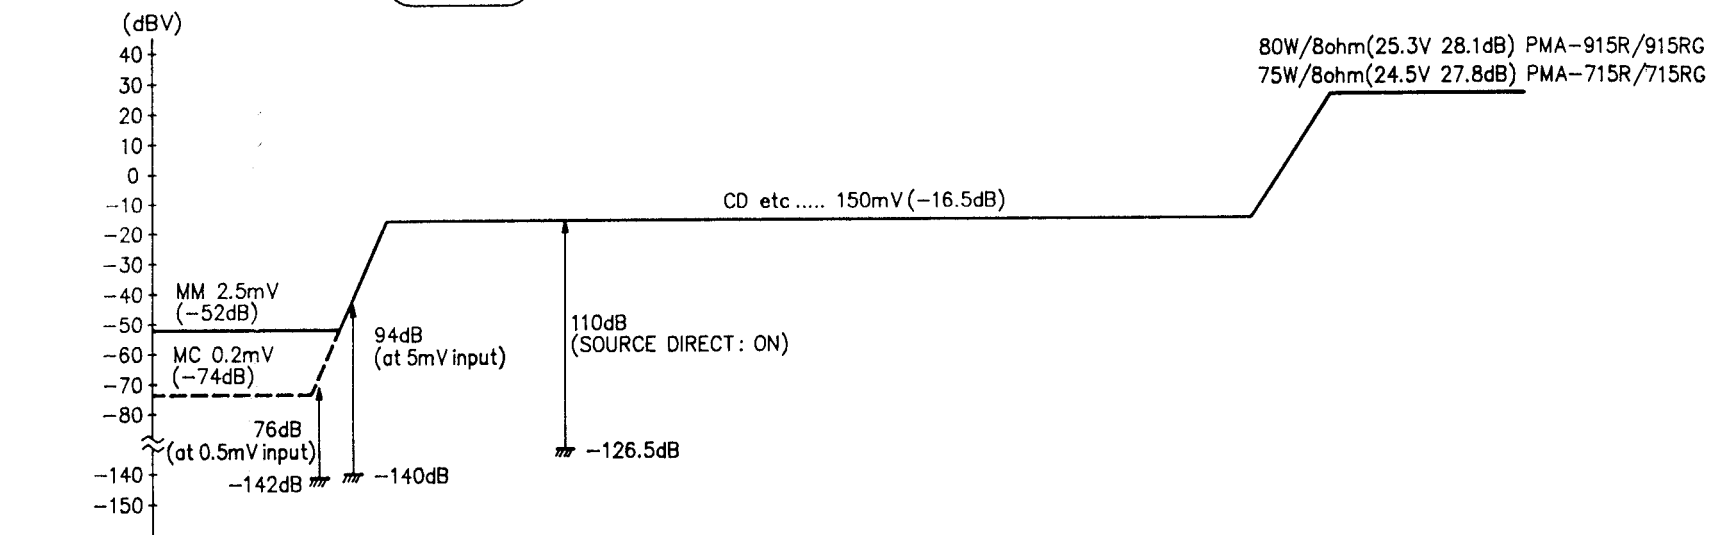 (dBV)
40
30
20
10
0
-10
-20
-30
-40
-50
-60
-70
-80
-140
-150
80W/8ohm(25.3V 28.1dB) PMA-915R/915RG
75W/8ohm(24.5V 27.8dB) PMA-715R/715RG
CD etc ..... 150mV(-16.5dB)
MM 2.5mV
(-52dB)
MC 0.2mV
(-74dB)
94dB
(at 5mV input)
110dB
(SOURCE DIRECT: ON)
76dB
(at 0.5mV input)
-142dB
-140dB
-126.5dB